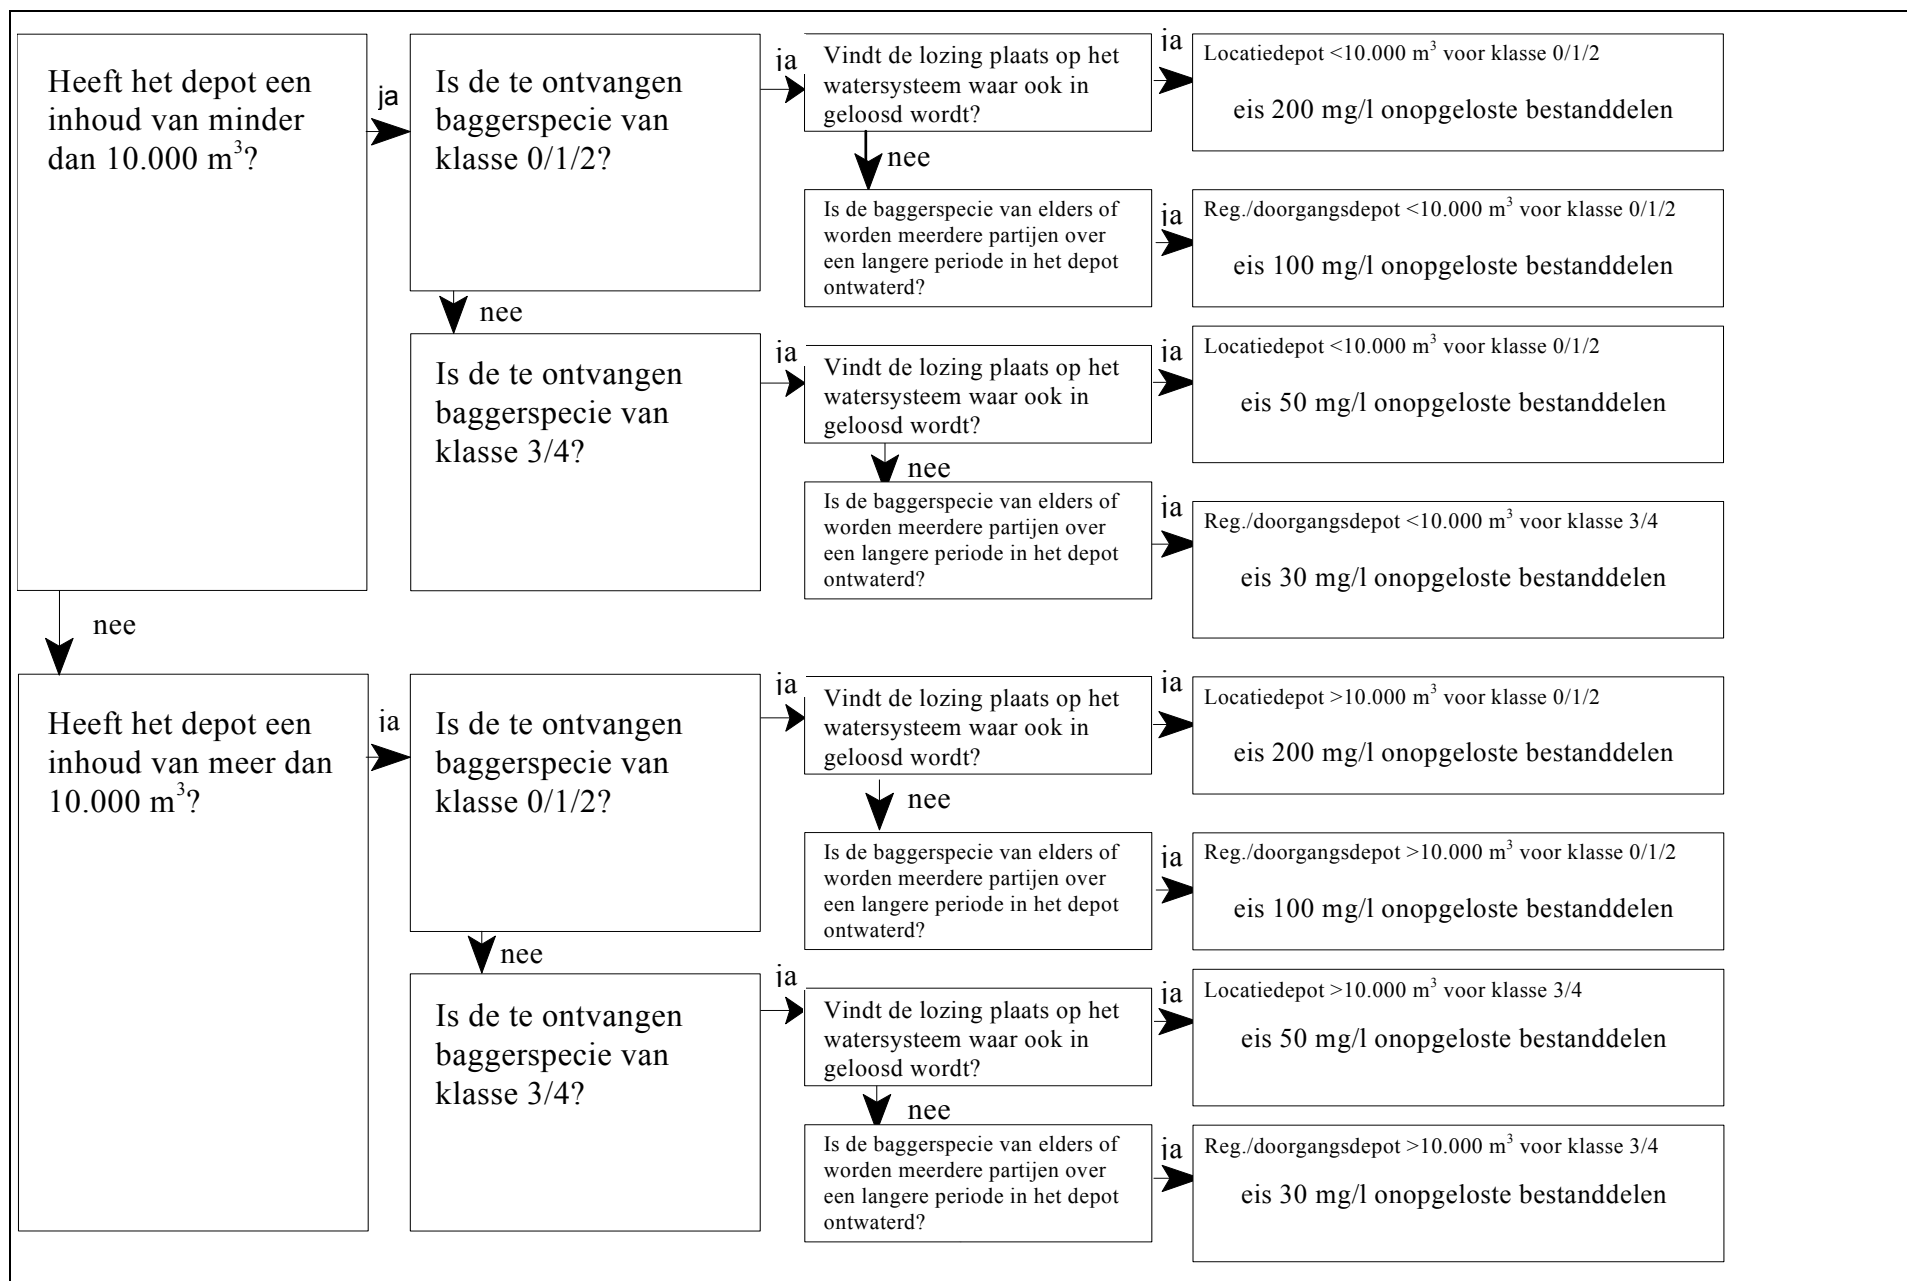 Heeft het depot een
inhoud van minder
dan 10.000 m³?
ja
Is de te ontvangen
baggerspecie van
klasse 0/1/2?
ja
Vindt de lozing plaats op het
watersysteem waar ook in
geloosd wordt?
ja
Locatiedepot <10.000 m³ voor klasse 0/1/2
eis 200 mg/l onopgeloste bestanddelen
nee
Is de baggerspecie van elders of
worden meerdere partijen over
een langere periode in het depot
ontwaterd?
ja
Reg./doorgangsdepot <10.000 m³ voor klasse 0/1/2
eis 100 mg/l onopgeloste bestanddelen
nee
Is de te ontvangen
baggerspecie van
klasse 3/4?
ja
Vindt de lozing plaats op het
watersysteem waar ook in
geloosd wordt?
ja
Locatiedepot <10.000 m³ voor klasse 0/1/2
eis 50 mg/l onopgeloste bestanddelen
nee
Is de baggerspecie van elders of
worden meerdere partijen over
een langere periode in het depot
ontwaterd?
ja
Reg./doorgangsdepot <10.000 m³ voor klasse 3/4
eis 30 mg/l onopgeloste bestanddelen
nee
Heeft het depot een
inhoud van meer dan
10.000 m³?
ja
Is de te ontvangen
baggerspecie van
klasse 0/1/2?
ja
Vindt de lozing plaats op het
watersysteem waar ook in
geloosd wordt?
ja
Locatiedepot >10.000 m³ voor klasse 0/1/2
eis 200 mg/l onopgeloste bestanddelen
nee
Is de baggerspecie van elders of
worden meerdere partijen over
een langere periode in het depot
ontwaterd?
ja
Reg./doorgangsdepot >10.000 m³ voor klasse 0/1/2
eis 100 mg/l onopgeloste bestanddelen
nee
Is de te ontvangen
baggerspecie van
klasse 3/4?
ja
Vindt de lozing plaats op het
watersysteem waar ook in
geloosd wordt?
ja
Locatiedepot >10.000 m³ voor klasse 3/4
eis 50 mg/l onopgeloste bestanddelen
nee
Is de baggerspecie van elders of
worden meerdere partijen over
een langere periode in het depot
ontwaterd?
ja
Reg./doorgangsdepot >10.000 m³ voor klasse 3/4
eis 30 mg/l onopgeloste bestanddelen